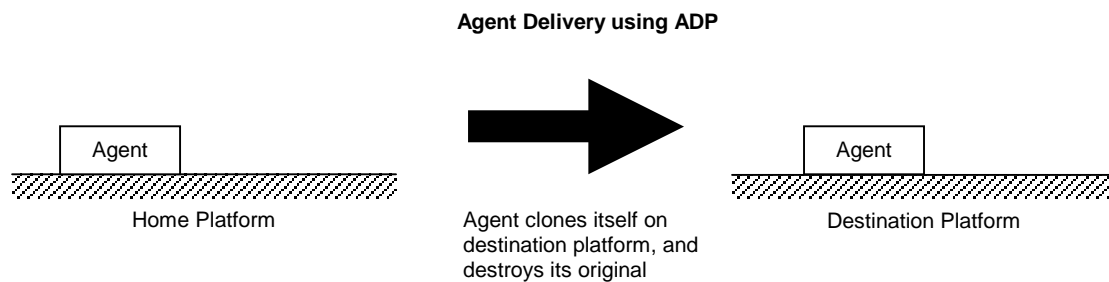 Agent Delivery using ADP
Agent
Agent
Home Platform
Destination Platform
Agent clones itself on
destination platform, and
destroys its original